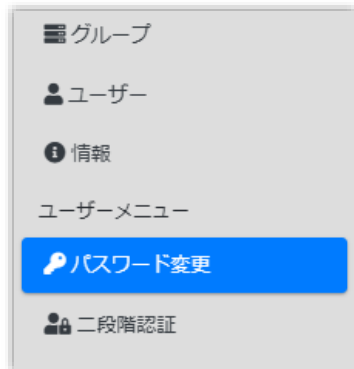 グループ
ユーザー
情報
ユーザーメニュー
パスワード変更
二段階認証